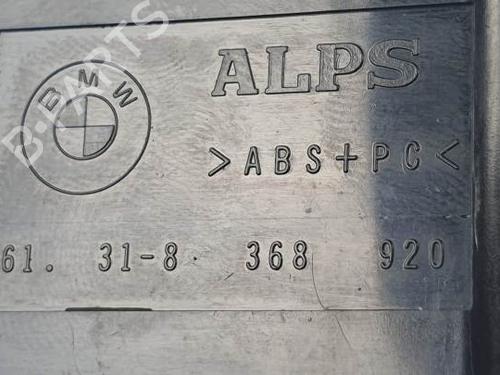 BMW
ALPS
>ABS+PC<
61. 31-8 368 920
B-PARTS